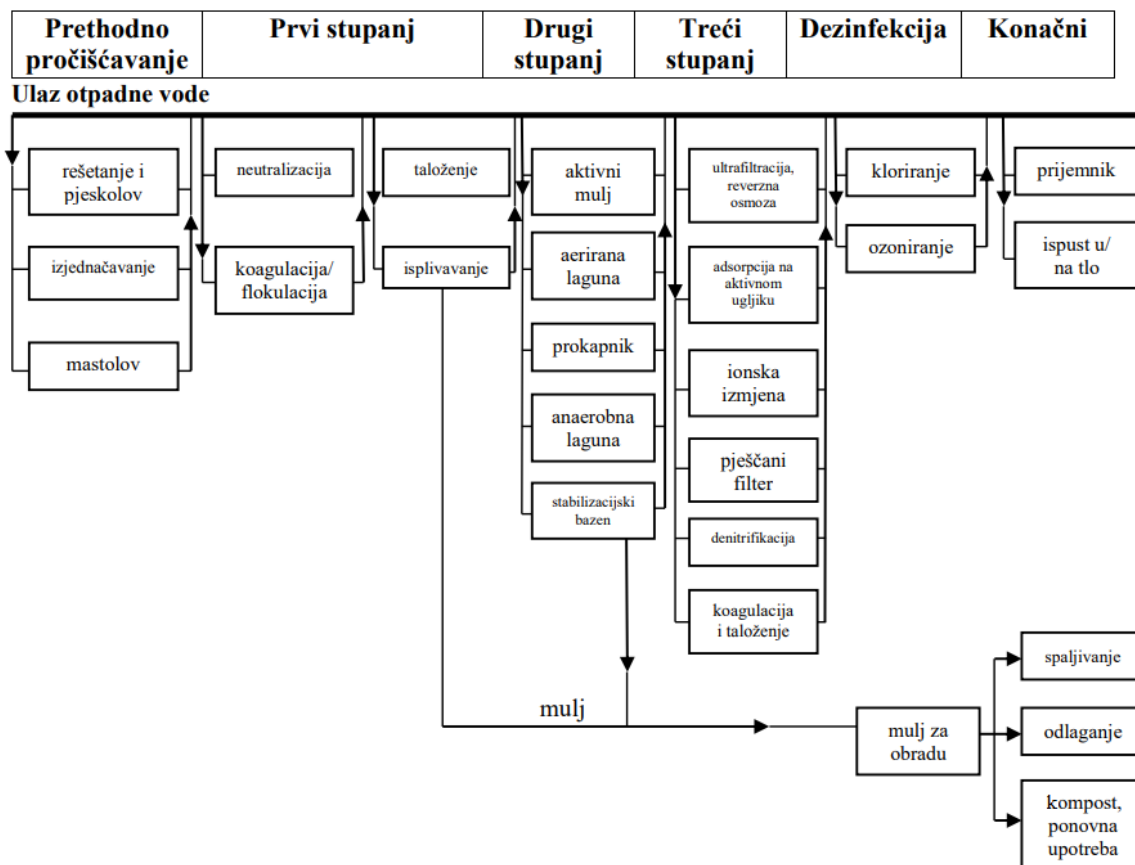 Prethodno
pročišćavanje
Prvi stupanj
Drugi
stupanj
Treći
stupanj
Dezinfekcija
Konačni
Ulaz otpadne vode
rešetanje i
pjeskolov
izjednačavanje
mastolov
neutralizacija
koagulacija/
flokulacija
taloženje
isplivavanje
aktivni
mulj
aerirana
laguna
prokapnik
anaerobna
laguna
stabilizacijski
bazen
ultrafiltracija,
reverzna
osmoza
adsorpcija na
aktivnom
ugljiku
ionska
izmjena
pješčani
filter
denitrifikacija
koagulacija
i taloženje
kloriranje
ozoniranje
prijemnik
ispust u/
na tlo
mulj
mulj za
obradu
spaljivanje
odlaganje
kompost,
ponovna
upotreba